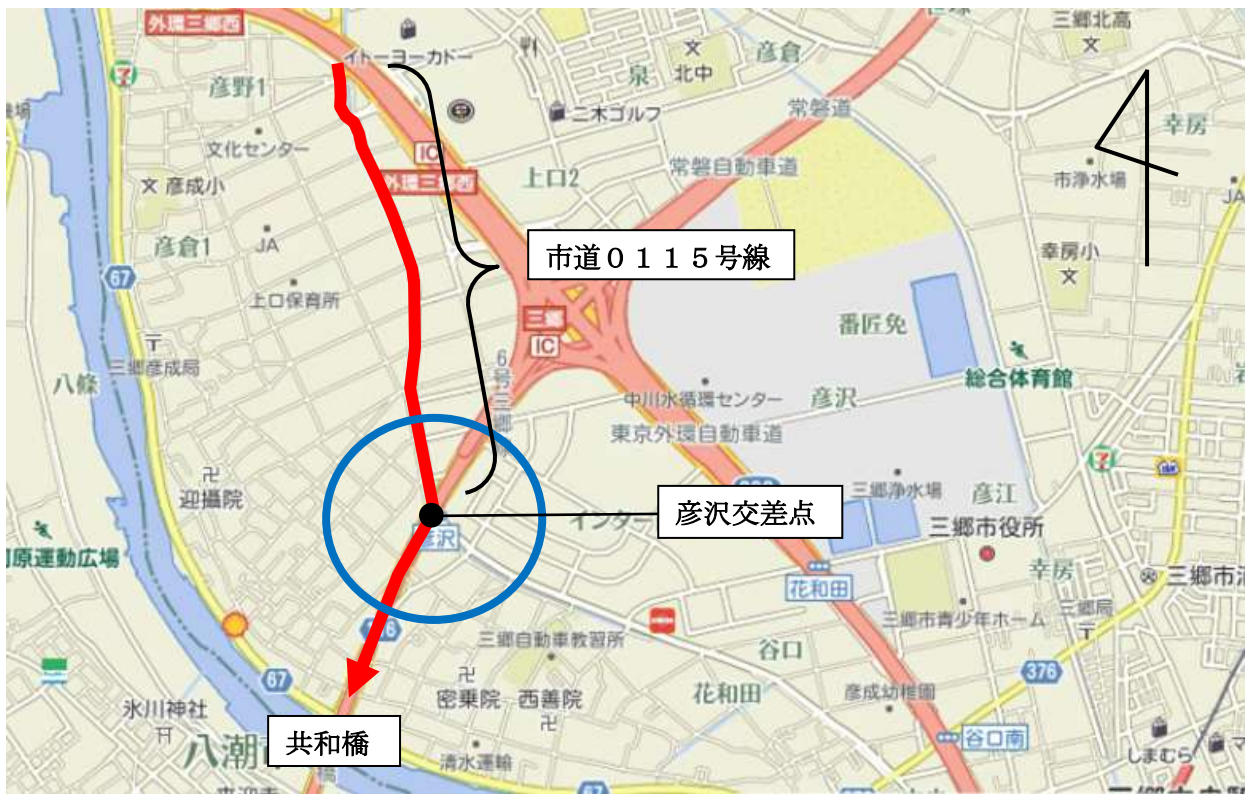 外環三郷西
イトーヨーカドー
彦野1
文化センター
彦成小
彦倉1
JA
上口保育所
67
三郷彦成局
八條
迎攝院
原運動広場
氷川神社
八潮市
共和橋
橋
67
清水運輸
密乗院
西善院
三郷自動車教習所
彦沢
6号三郷
IC
外環三郷西
三郷
IC
上口2
二木ゴルフ
泉
北中
彦倉
常磐道
常磐自動車道
市道０１１５号線
彦沢交差点
インター
中川水循環センター
東京外環自動車道
彦沢
番匠免
総合体育館
三郷北高
幸房
市浄水場
JA
幸房小
三郷浄水場
彦江
三郷市役所
幸房
三郷局
三郷市
花和田
三郷市青少年ホーム
谷口
花和田
彦成幼稚園
376
谷口南
しまむら
67